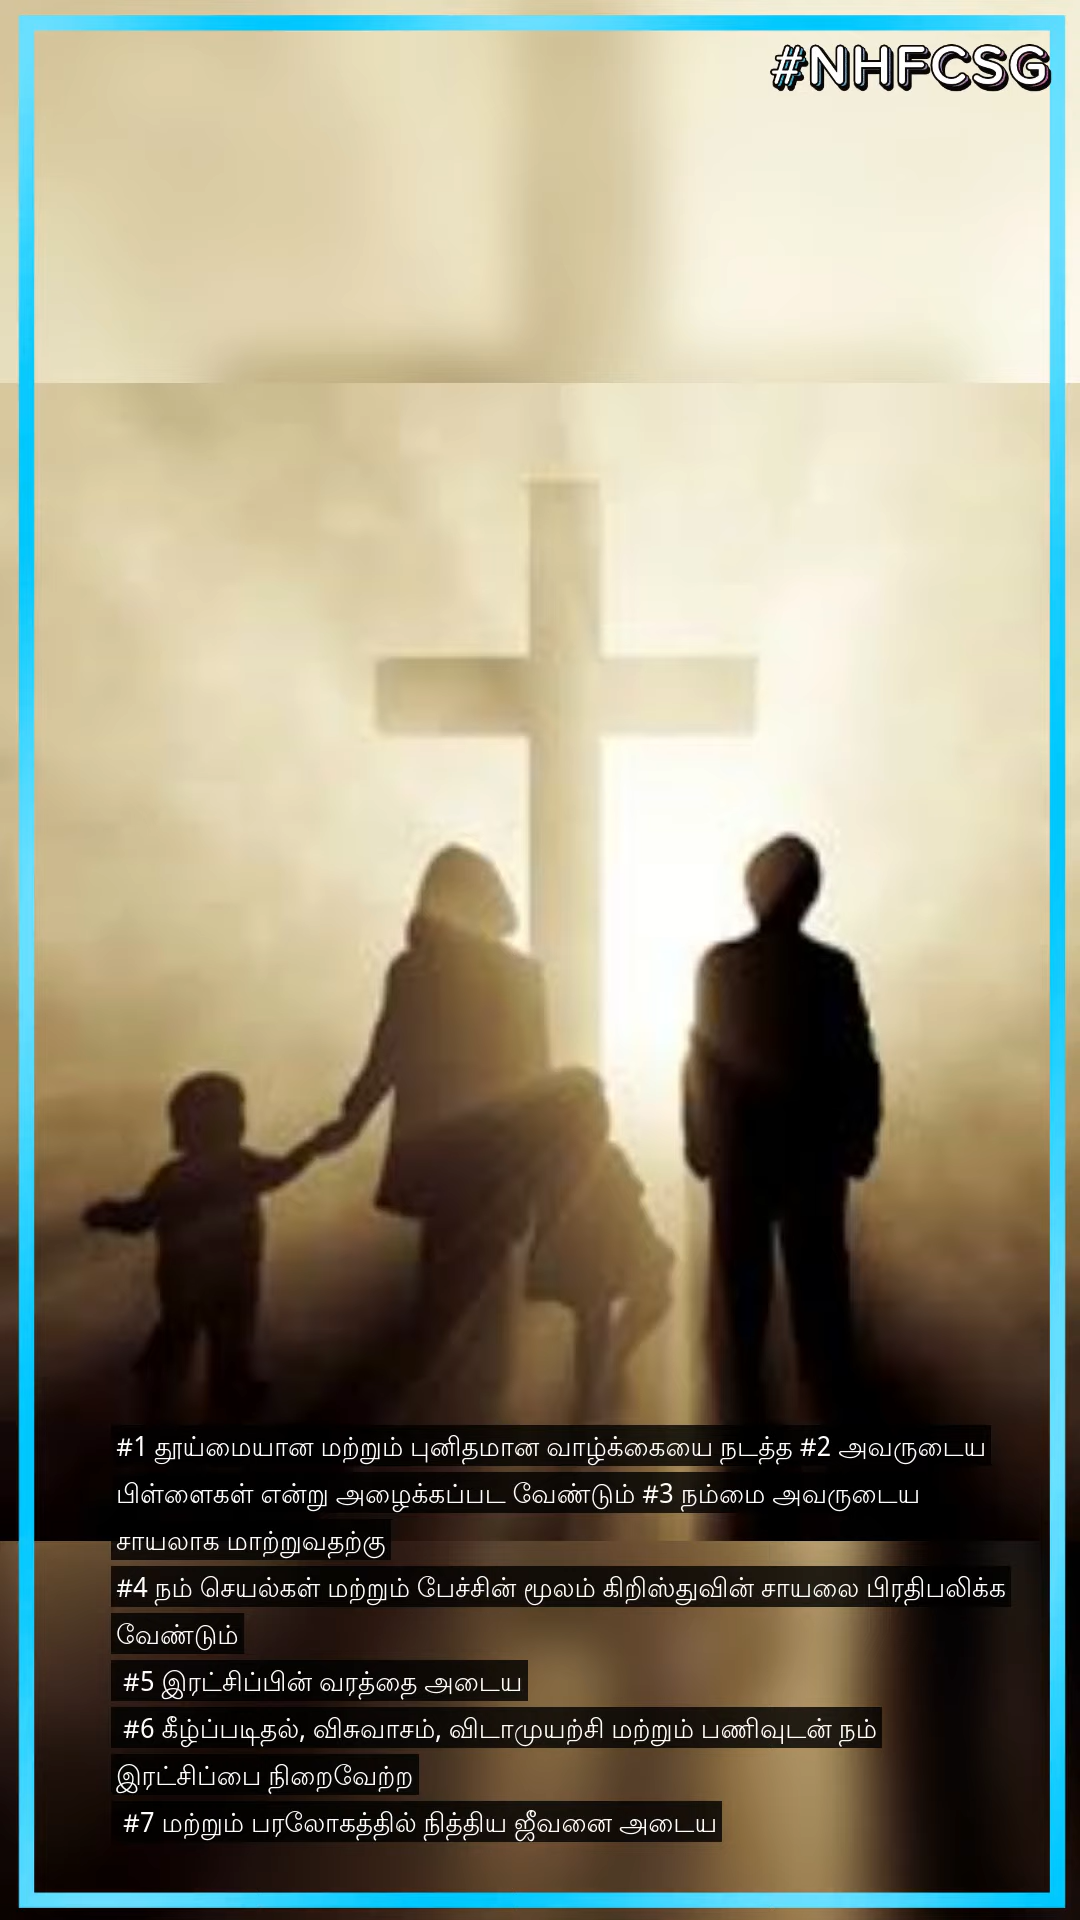 #NHFCSG
#1 தூய்மையான மற்றும் புனிதமான வாழ்க்கையை நடத்த #2 அவருடைய
பிள்ளைகள் என்று அழைக்கப்பட வேண்டும் #3 நம்மை அவருடைய
சாயலாக மாற்றுவதற்கு
#4 நம் செயல்கள் மற்றும் பேச்சின் மூலம் கிறிஸ்துவின் சாயலை பிரதிபலிக்க
வேண்டும்
#5 இரட்சிப்பின் வரத்தை அடைய
#6 கீழ்ப்படிதல், விசுவாசம், விடாமுயற்சி மற்றும் பணிவுடன் நம்
இரட்சிப்பை நிறைவேற்ற
#7 மற்றும் பரலோகத்தில் நித்திய ஜீவனை அடைய